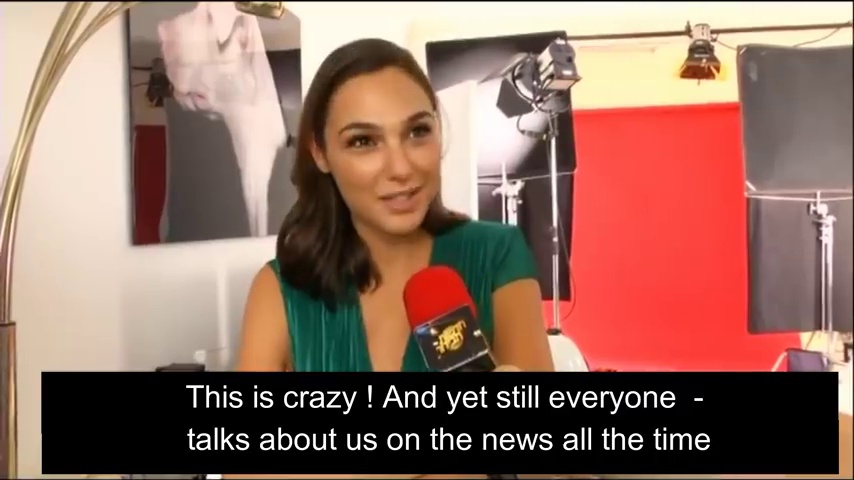 This is crazy ! And yet still everyone -
talks about us on the news all the time